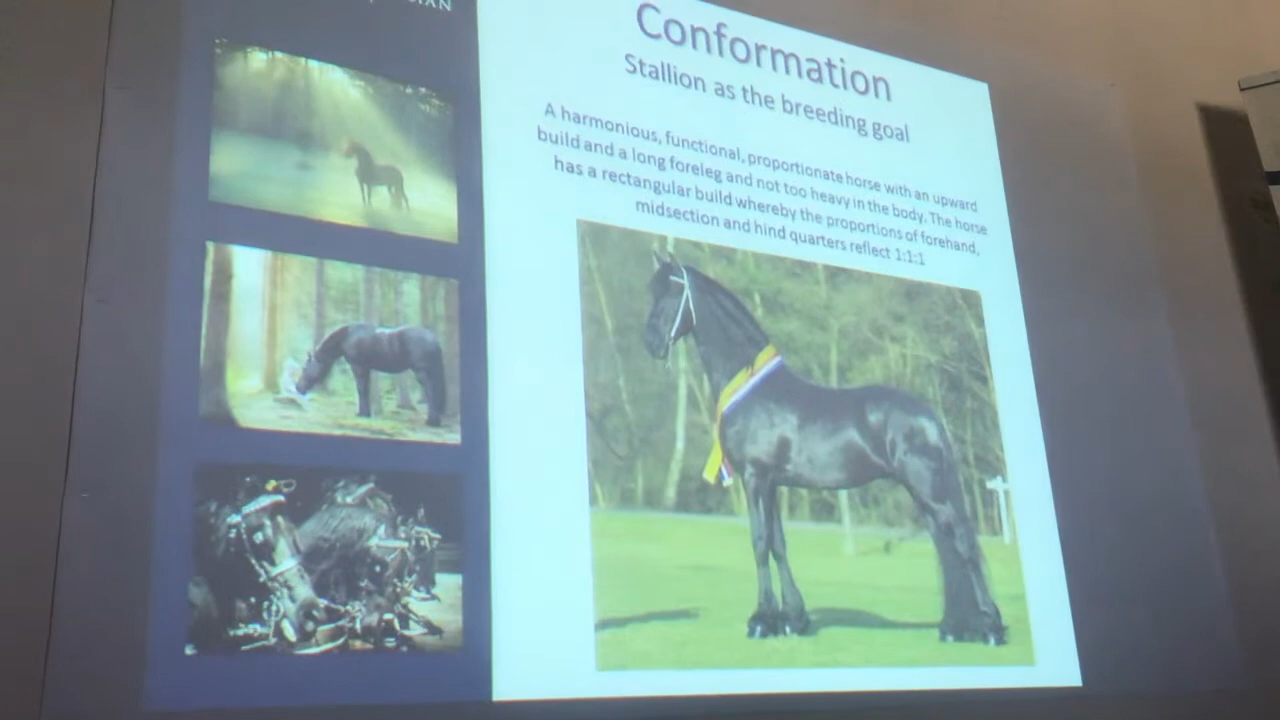 Conformation
Stallion as the breeding goal
A harmonious, functional, proportionate horse with an upward
build and a long foreleg and not too heavy in the body. The horse
has a rectangular build whereby the proportions of forehand,
midsection and hind quarters reflect 1:1:1